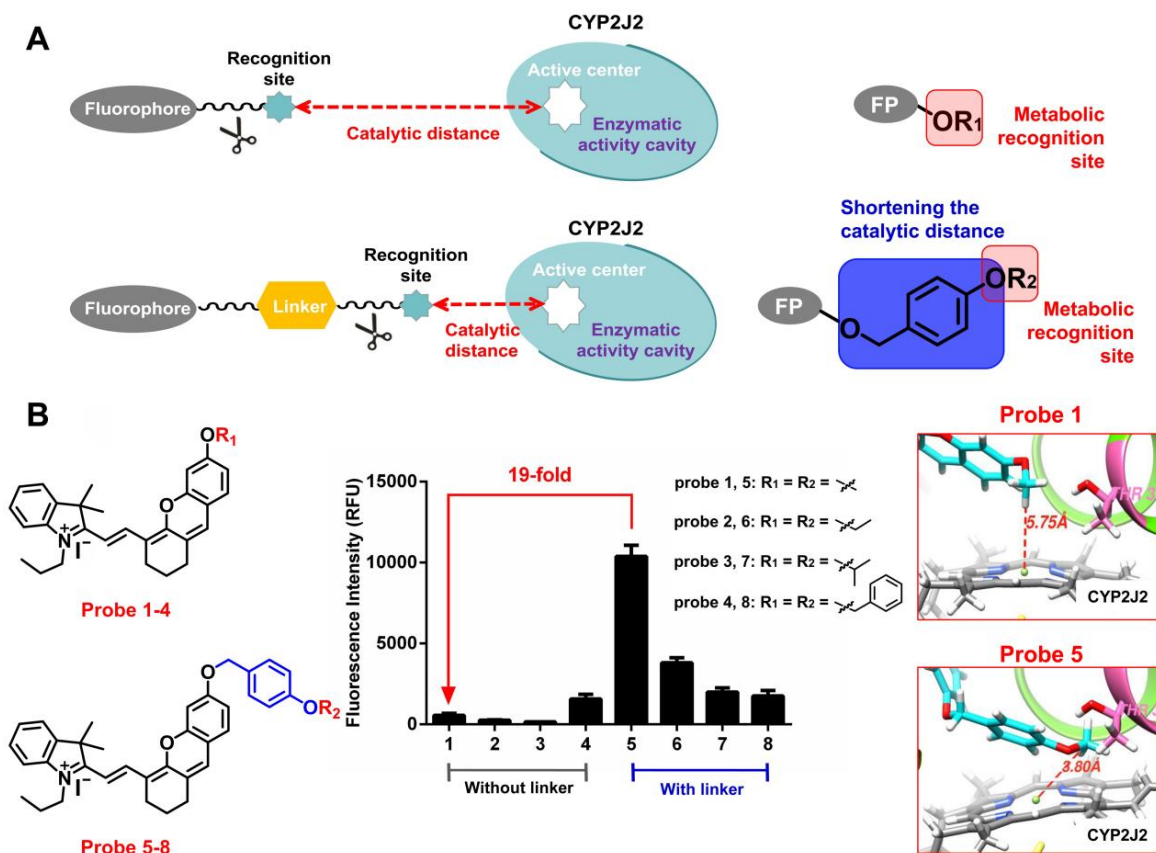 A
CYP2J2
Recognition
site
Active center
Fluorophore
Catalytic distance
Enzymatic
activity cavity
FP
OR1
Metabolic
recognition
site
CYP2J2
Recognition
site
Active center
Fluorophore
Linker
Catalytic
distance
Enzymatic
activity cavity
Shortening the
catalytic distance
FP
O
OR2
Metabolic
recognition
site
B
OR1
O
N+
I−
Probe 1-4
O
OR2
O
N+
I−
Probe 5-8
Fluorescence Intensity (RFU)
15000
10000
5000
0
19-fold
probe 1, 5: R1 = R2 =
probe 2, 6: R1 = R2 =
probe 3, 7: R1 = R2 =
probe 4, 8: R1 = R2 =
1 2 3 4 5 6 7 8
Without linker
With linker
Probe 1
THR 3
5.75Å
CYP2J2
Probe 5
3.80Å
CYP2J2